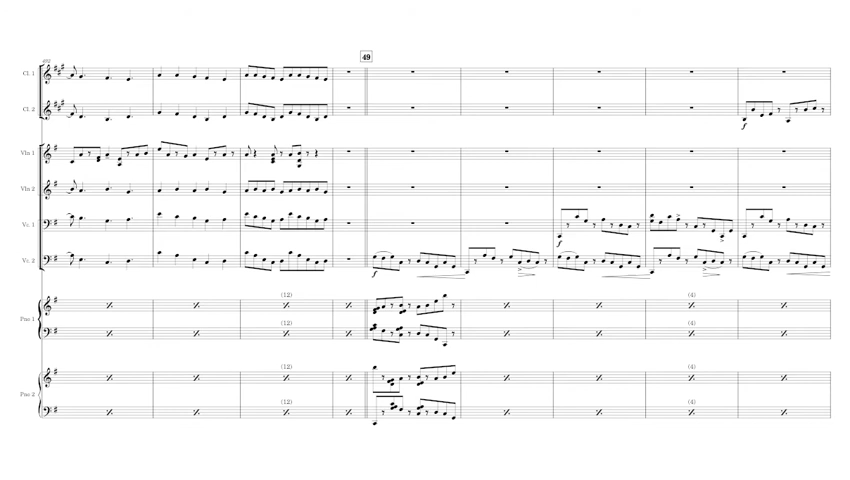 49
Cl. 1
Cl. 2
f
Vln 1
Vln 2
Vc. 1
f
Vc. 2
f
(12) (4)
Pno 1
(12) (4)
(12) (4)
Pno 2
(12) (4)